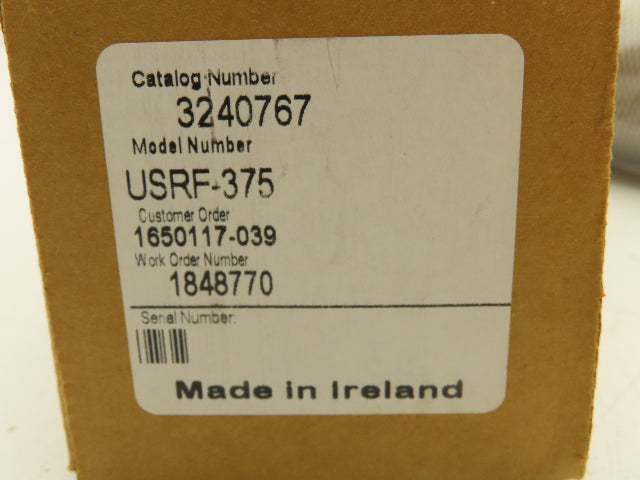 Catalog Number
3240767
Model Number
USRF-375
Customer Order
1650117-039
Work Order Number
1848770
Serial Number:
Made in Ireland